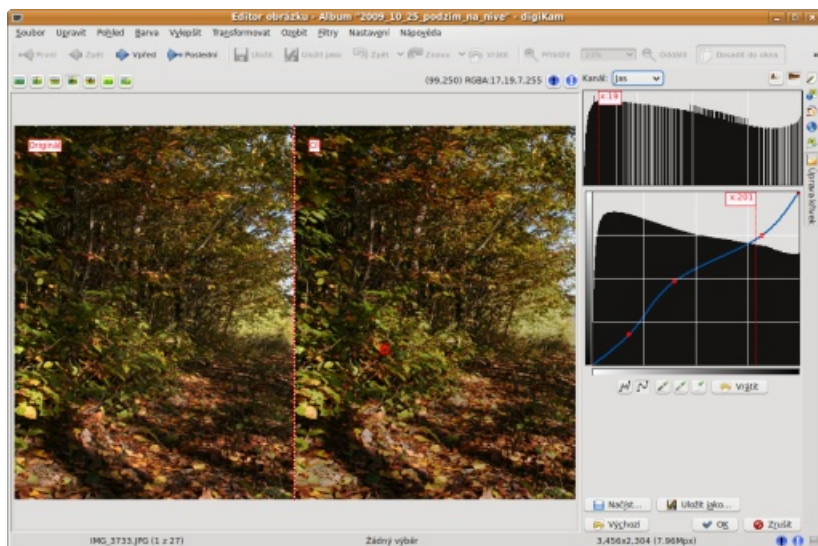 Editor obrázku - Album "2009_10_25_podzim_na_nive" - digiKam
Soubor Upravit Pohled Barva Vylepšit Transformovat Ozobit Filtry Nastavení Nápověda
První Zpět Vpřed Poslední Uložit Uložit jako Zpět Znovu Vrátit Přiblížit 23% Oddálit Dosadit do okna
(99,250) RGBA:17,19,7,255
Kanál: Jas
x:19
Originál
Cíl
x:201
Úprava křivek
Vrátit
Načíst... Uložit jako...
Výchozí OK Zrušit
IMG_3733.JPG (1 z 27) Žádný výběr 3,456x2,304 (7.96Mpx)